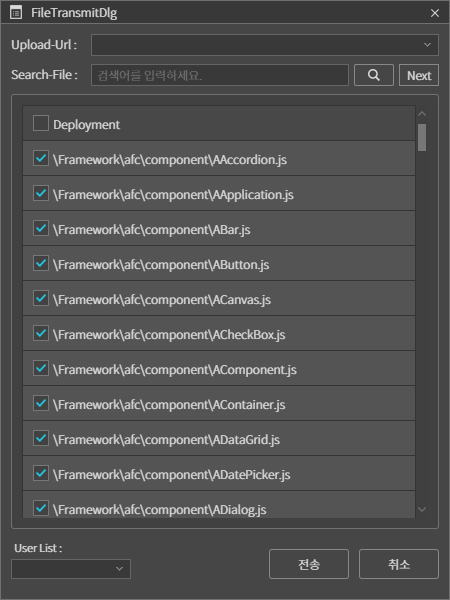 FileTransmitDlg
Upload-Url :
Search-File : 검색어를 입력하세요. Next
Deployment
\Framework\afc\component\AAccordion.js
\Framework\afc\component\AApplication.js
\Framework\afc\component\ABar.js
\Framework\afc\component\AButton.js
\Framework\afc\component\ACanvas.js
\Framework\afc\component\ACheckBox.js
\Framework\afc\component\AComponent.js
\Framework\afc\component\AContainer.js
\Framework\afc\component\ADataGrid.js
\Framework\afc\component\ADatePicker.js
\Framework\afc\component\ADialog.js
User List :
전송 취소